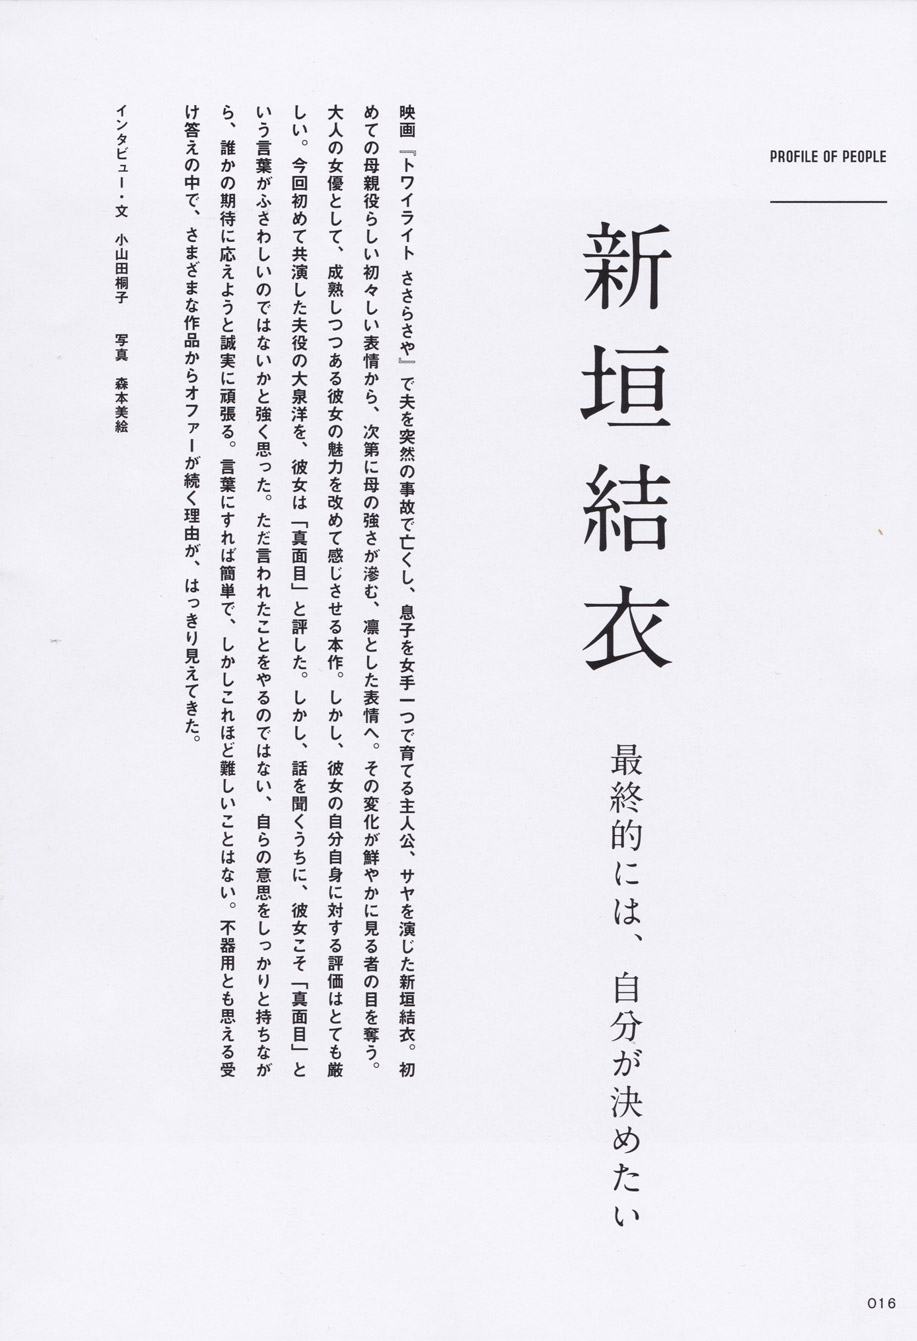 PROFILE OF PEOPLE
新垣結衣
最終的には、自分が決めたい
映画『トワイライト ささらさや』で夫を突然の事故で亡くし、息子を女手一つで育てる主人公、サヤを演じた新垣結衣。初
めての母親役らしい初々しい表情から、次第に母の強さが滲む、凛とした表情へ。その変化が鮮やかに見る者の目を奪う。
大人の女優として、成熟しつつある彼女の魅力を改めて感じさせる本作。しかし、彼女の自分自身に対する評価はとても厳
しい。今回初めて共演した夫役の大泉洋を、彼女は「真面目」と評した。しかし、話を聞くうちに、彼女こそ「真面目」と
いう言葉がふさわしいのではないかと強く思った。ただ言われたことをやるのではない、自らの意思をしっかりと持ちなが
ら、誰かの期待に応えようと誠実に頑張る。言葉にすれば簡単で、しかしこれほど難しいことはない。不器用とも思える受
け答えの中で、さまざまな作品からオファーが続く理由が、はっきり見えてきた。
インタビュー・文 小山田桐子 写真 森本美絵
016